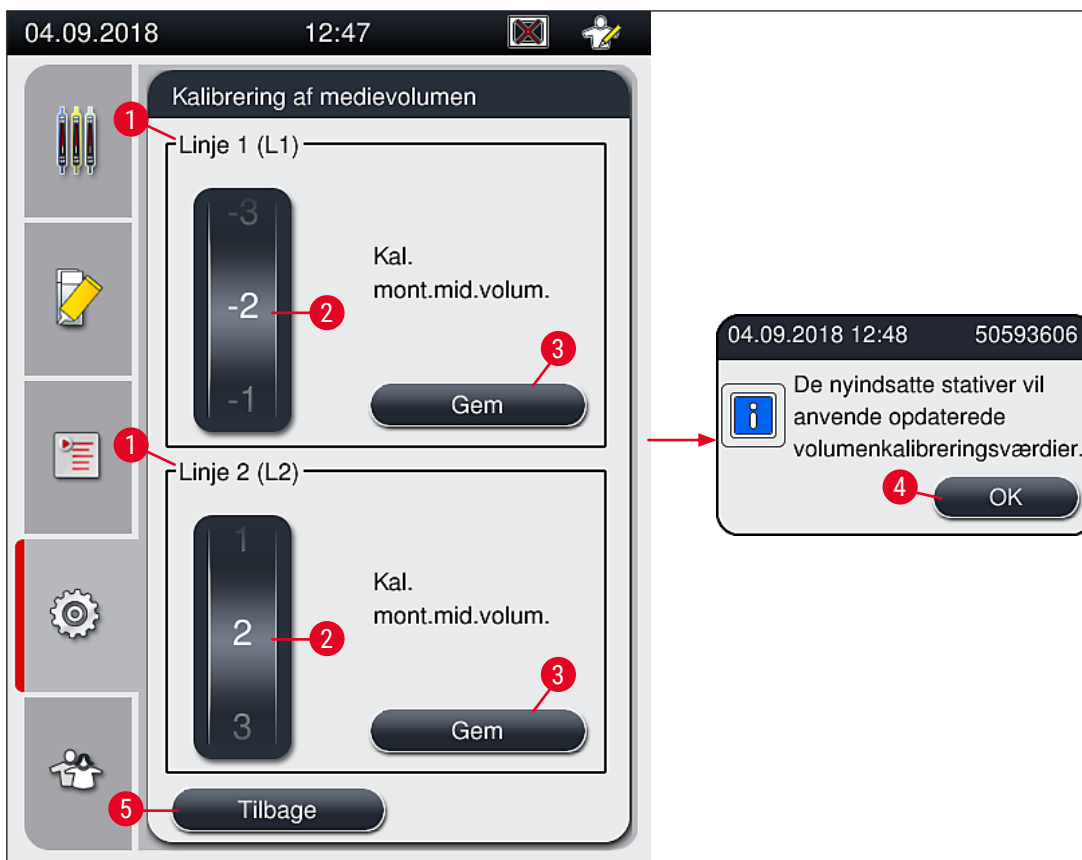 04.09.2018 12:47
Kalibrering af medievolumen
1
Linje 1 (L1)
-3
-2
-1
2
Kal.
mont.mid.volum.
3
Gem
1
Linje 2 (L2)
1
2
3
2
Kal.
mont.mid.volum.
3
Gem
5
Tilbage
04.09.2018 12:48 50593606
De nyindsatte stativer vil
anvende opdaterede
volumenkalibreringsværdier.
4
OK